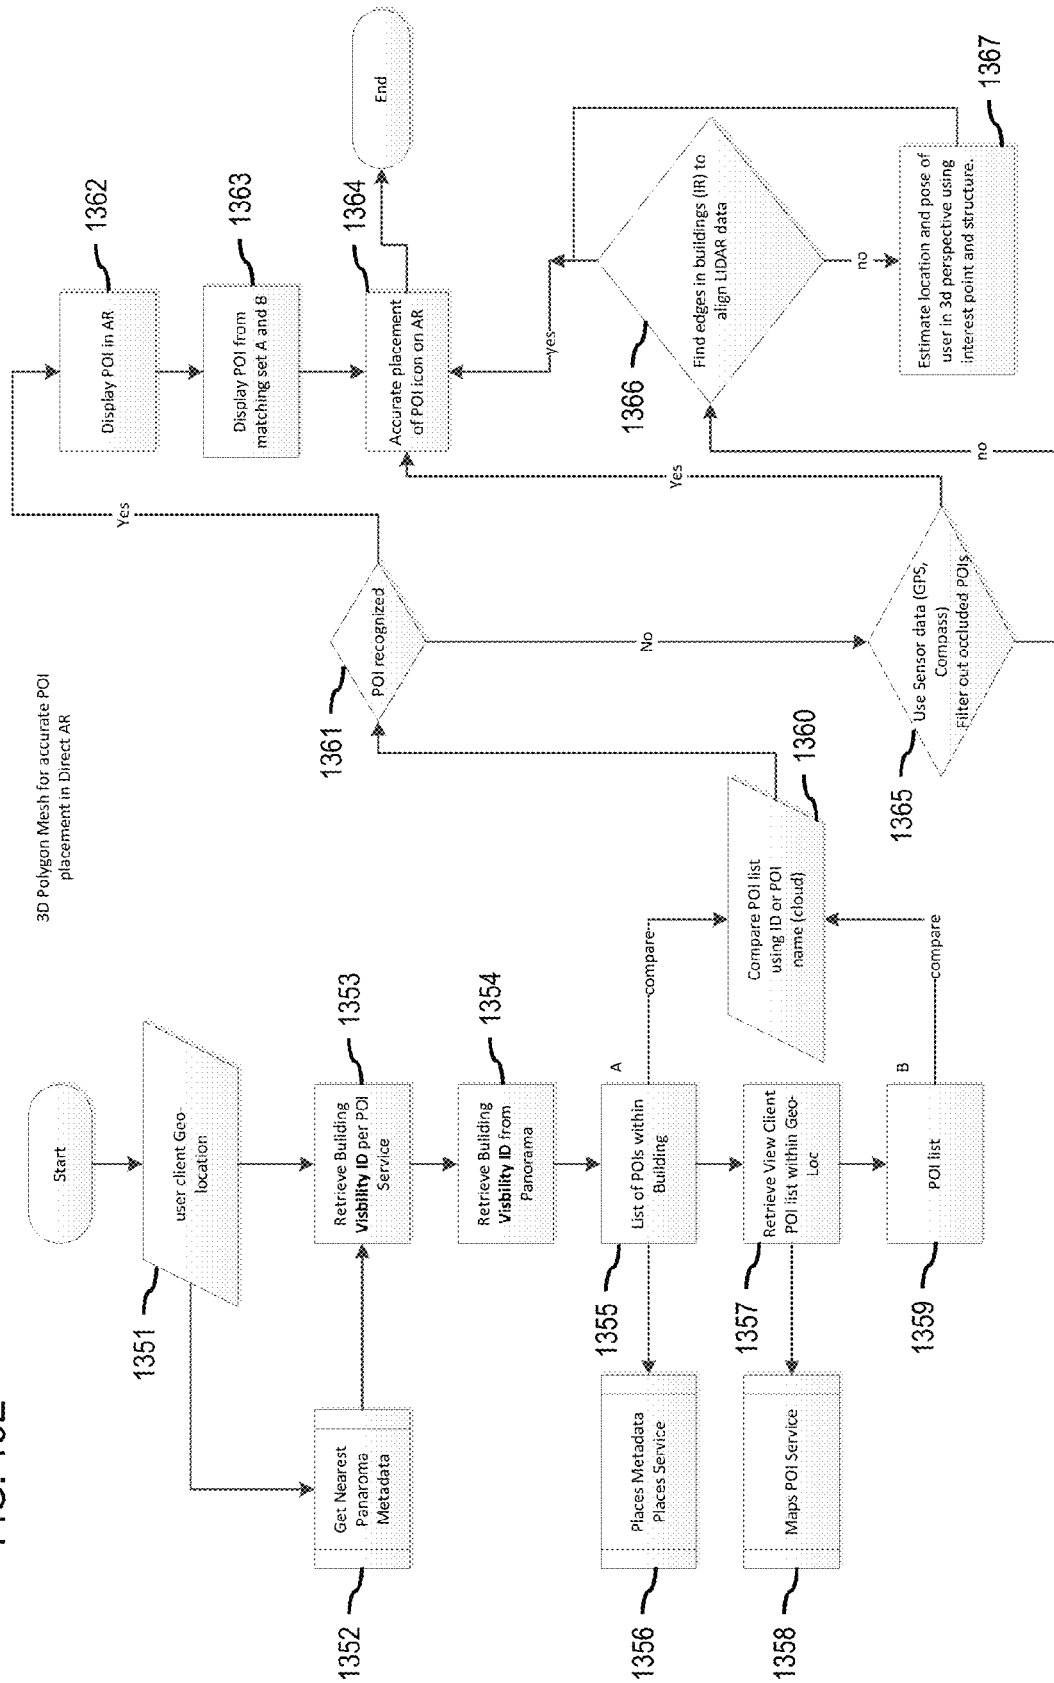 3D Polygon Mesh for accurate POI
placement in Direct AR
Start
user client Geo-
location
1351
Get Nearest
Panaroma
Metadata
1352
Retrieve Building
Visbility ID per POI
Service
1353
Retrieve Building
Visbility ID from
Panorama
1354
List of POIs within
Building
1355
A
compare
Places Metadata
Places Service
1356
Retrieve View Client
POI list within Geo-
Loc
1357
Maps POI Service
1358
POI list
1359
B
compare
Compare POI list
using ID or POI
name (cloud)
1360
POI recognized
1361
Yes
No
Display POI in AR
1362
Display POI from
matching set A and B
1363
Accurate placement
of POI icon on AR
1364
End
Use Sensor data (GPS,
Compass)
Filter out occluded POIs
1365
Yes
no
Find edges in buildings (IR) to
align LIDAR data
1366
yes
no
Estimate location and pose of
user in 3d perspective using
interest point and structure.
1367